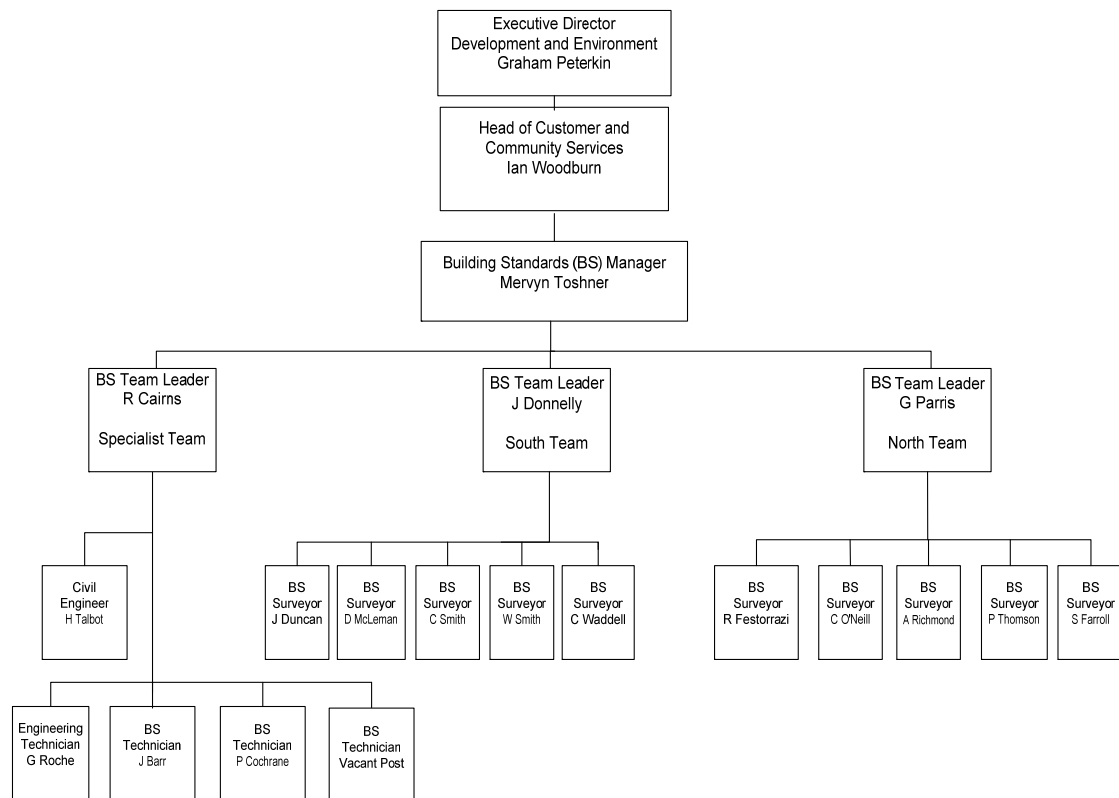 Executive Director
Development and Environment
Graham Peterkin
Head of Customer and
Community Services
Ian Woodburn
Building Standards (BS) Manager
Mervyn Toshner
BS Team Leader
R Cairns
Specialist Team
BS Team Leader
J Donnelly
South Team
BS Team Leader
G Parris
North Team
Civil
Engineer
H Talbot
BS
Surveyor
J Duncan
BS
Surveyor
D McLeman
BS
Surveyor
C Smith
BS
Surveyor
W Smith
BS
Surveyor
C Waddell
BS
Surveyor
R Festorrazi
BS
Surveyor
C O'Neill
BS
Surveyor
A Richmond
BS
Surveyor
P Thomson
BS
Surveyor
S Farroll
Engineering
Technician
G Roche
BS
Technician
J Barr
BS
Technician
P Cochrane
BS
Technician
Vacant Post